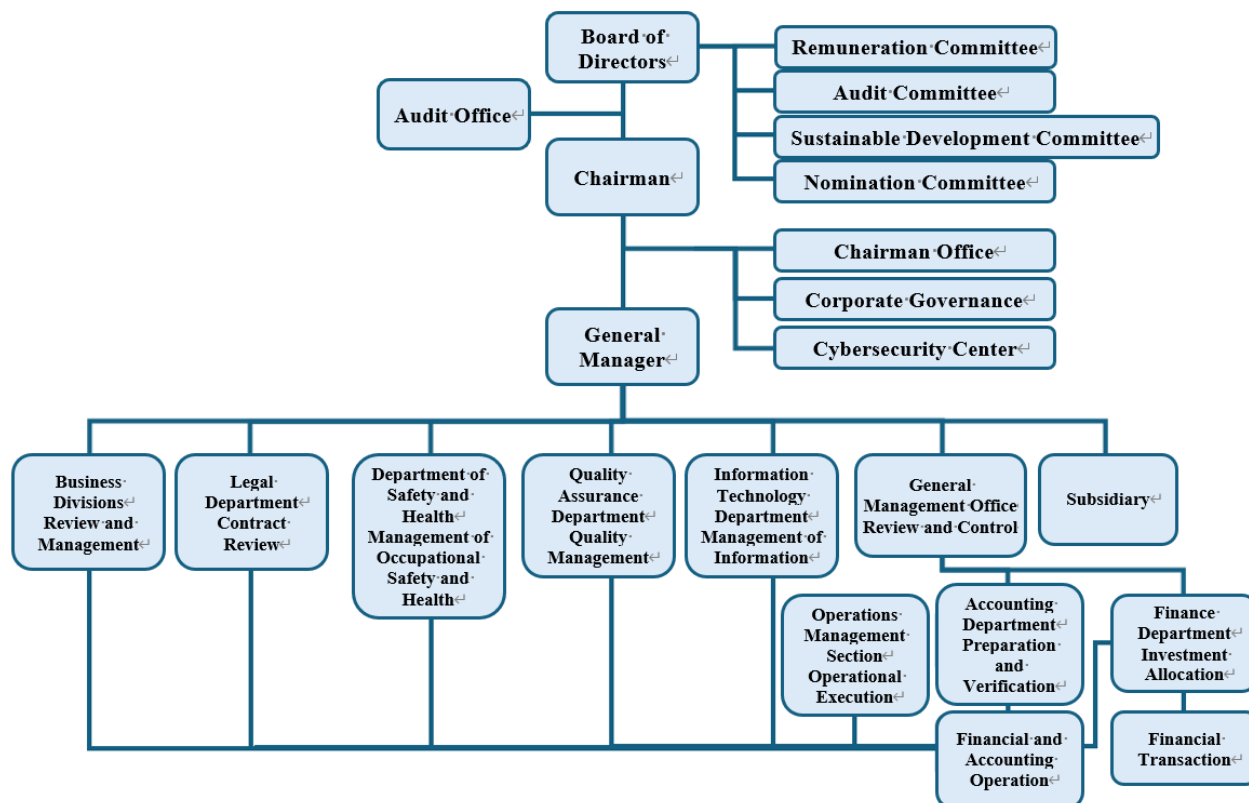 Board of
Directors
Remuneration Committee
Audit Committee
Audit Office
Sustainable Development Committee
Chairman
Nomination Committee
Chairman Office
Corporate Governance
General
Manager
Cybersecurity Center
Business
Divisions
Review and
Management
Legal
Department
Contract
Review
Department of
Safety and
Health
Management of
Occupational
Safety and
Health
Quality
Assurance
Department
Quality
Management
Information
Technology
Department
Management of
Information
General
Management Office
Review and Control
Subsidiary
Operations
Management
Section
Operational
Execution
Accounting
Department
Preparation
and
Verification
Finance
Department
Investment
Allocation
Financial and
Accounting
Operation
Financial
Transaction